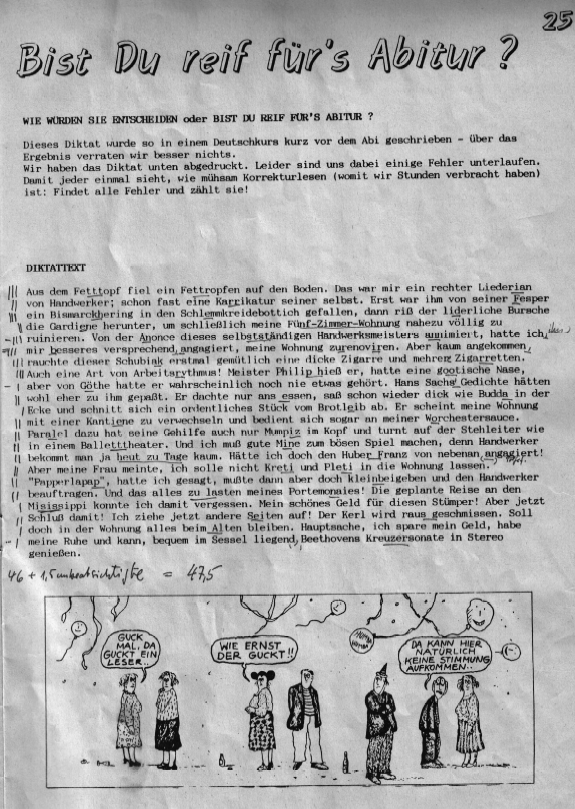 25
Bist Du reif für's Abitur ?
WIE WÜRDEN SIE ENTSCHEIDEN oder BIST DU REIF FÜR'S ABITUR ?
Dieses Diktat wurde so in einem Deutschkurs kurz vor dem Abi geschrieben - über das
Ergebnis verraten wir besser nichts.
Wir haben das Diktat unten abgedruckt. Leider sind uns dabei einige Fehler unterlaufen.
Damit jeder einmal sieht, wie mühsam Korrekturlesen (womit wir Stunden verbracht haben)
ist: Findet alle Fehler und zählt sie!
DIKTATTEXT
Aus dem Fetttopf fiel ein Fettropfen auf den Boden. Das war mir ein rechter Liederian
von Handwerker; schon fast eine Karrikatur seiner selbst. Erst war ihm von seiner Fesper
ein Bismarckhering in den Schlemmkreidebottich gefallen, dann riß der liderliche Bursche
die Gardiene herunter, um schließlich meine Fünf-Zimmer-Wohnung nahezu völlig zu
ruinieren. Von der Anonce dieses selbstständigen Handwerksmeisters annimiert, hatte ich
mir besseres versprechend, angagiert, meine Wohnung zurenoviren. Aber kaum angekommen,
rauchte dieser Schubiak erstmal gemütlich eine dicke Zigarre und mehrere Zigarretten.
Auch eine Art von Arbeitsrythmus! Meister Philip hieß er, hatte eine gootische Nase,
aber von Göthe hatte er wahrscheinlich noch nie etwas gehört. Hans Sachs' Gedichte hätten
wohl eher zu ihm gepaßt. Er dachte nur ans essen, saß schon wieder dick wie Budda in der
Ecke und schnitt sich ein ordentliches Stück vom Brotleib ab. Er scheint meine Wohnung
mit einer Kantiene zu verwechseln und bedient sich sogar an meiner Worchestersauce.
Paralel dazu hat seine Gehilfe auch nur Mumpiz im Kopf und turnt auf der Stehleiter wie
in einem Balletttheater. Und ich muß gute Mine zum bösen Spiel machen, denn Handwerker
bekommt man ja heut zu Tage kaum. Hätte ich doch den Huber Franz von nebenan angagiert!
Aber meine Frau meinte, ich solle nicht Kreti und Pleti in die Wohnung lassen.
"Papperlapap", hatte ich gesagt, mußte dann aber doch kleinbeigeben und den Handwerker
beauftragen. Und das alles zu lasten meines Portemonaies! Die geplante Reise an den
Misissippi konnte ich damit vergessen. Mein schönes Geld für diesen Stümper! Aber jetzt
Schluß damit! Ich ziehe jetzt andere Seiten auf! Der Kerl wird raus geschmissen. Soll
doch in der Wohnung alles beim Alten bleiben. Hauptsache, ich spare mein Geld, habe
meine Ruhe und kann, bequem im Sessel liegend, Beethovens Kreuzersonate in Stereo
genießen.
46 + 1,5 unbeabsichtigte = 47,5
GUCK
MAL, DA
GUCKT EIN
LESER..
WIE ERNST
DER GUCKT!!
DA KANN HIER
NATÜRLICH
KEINE STIMMUNG
AUFKOMMEN..